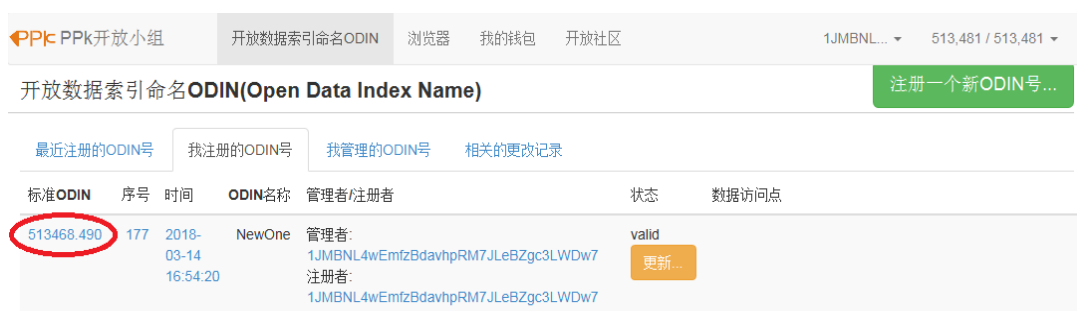 PPk PPk开放小组 开放数据索引命名ODIN 浏览器 我的钱包 开放社区 1JMBNL... 513,481 / 513,481
开放数据索引命名ODIN(Open Data Index Name) 注册一个新ODIN号...
最近注册的ODIN号 我注册的ODIN号 我管理的ODIN号 相关的更改记录
标准ODIN 序号 时间 ODIN名称 管理者/注册者 状态 数据访问点
513468.490 177 2018- NewOne 管理者: valid
03-14 1JMBNL4wEmfzBdavhpRM7JLeBZgc3LWDw7 更新...
16:54:20 注册者:
1JMBNL4wEmfzBdavhpRM7JLeBZgc3LWDw7